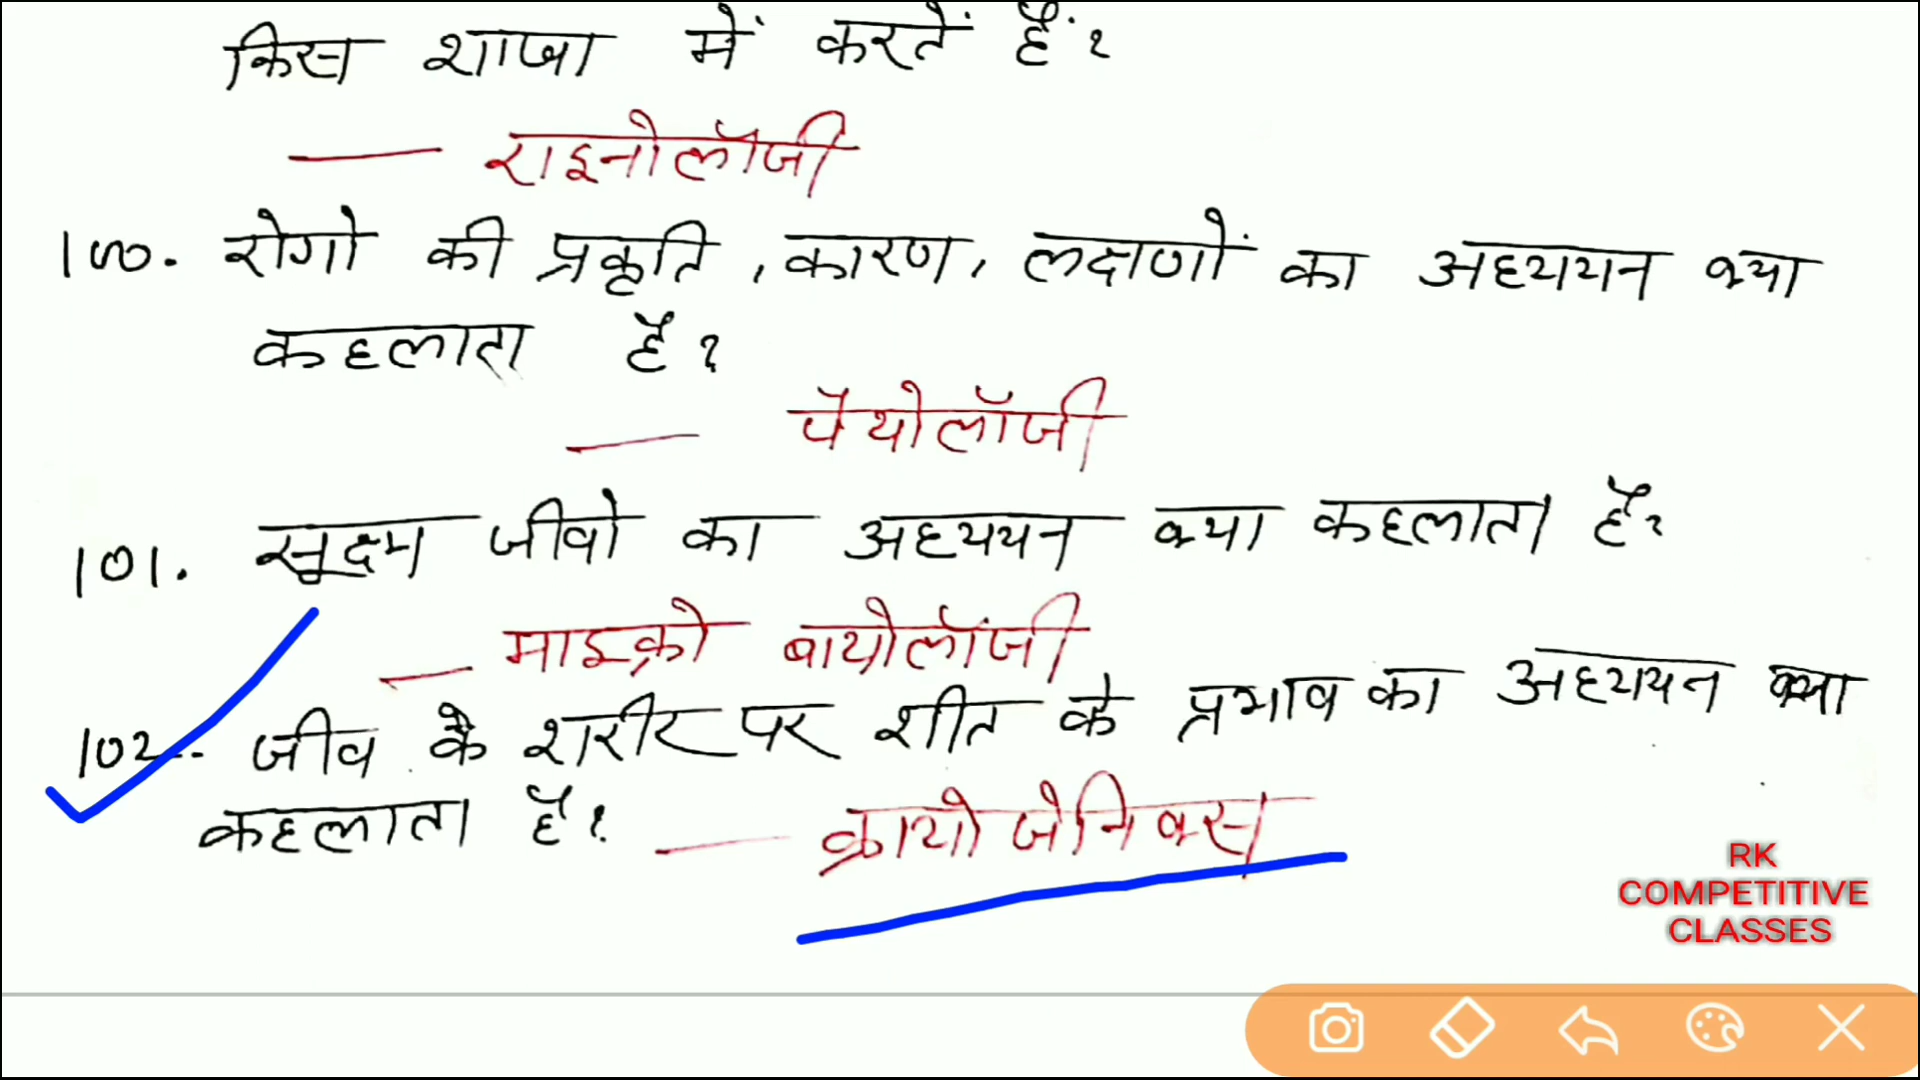 किस शाखा में करतें हैं?
— राइनोलॉजी
100. रोगो की प्रकृति, कारण, लक्षणों का अध्ययन क्या
कहलाता है?
— पैथोलॉजी
101. सूक्ष्म जीवो का अध्ययन क्या कहलाता है?
— माइक्रो बायोलॉजी
102. जीव के शरीर पर शीत के प्रभाव का अध्ययन क्या
कहलाता है? — क्रायोजेनिक्स
RK
COMPETITIVE
CLASSES